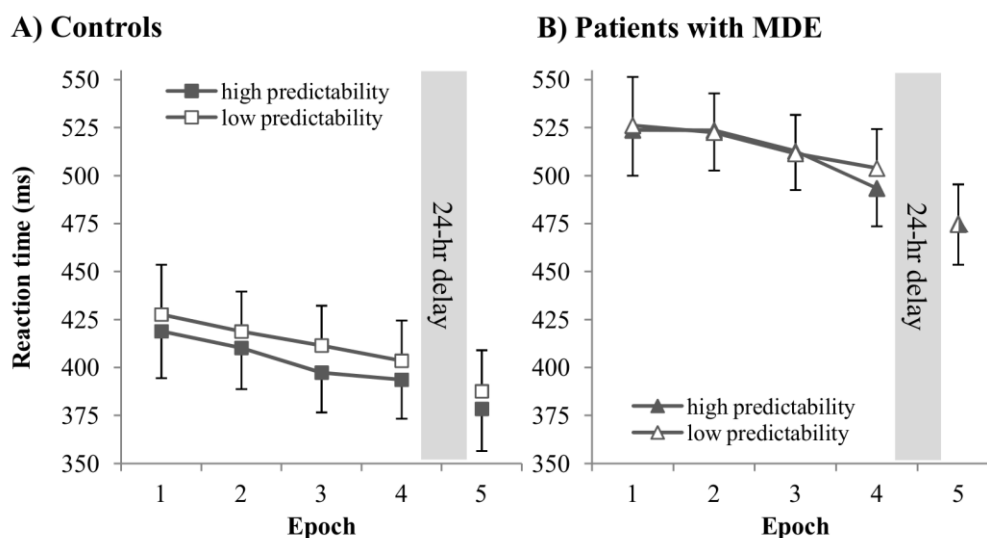 A) Controls
550
525
500
475
450
425
400
375
350
Reaction time (ms)
high predictability
low predictability
24-hr delay
1 2 3 4 5
Epoch
B) Patients with MDE
550
525
500
475
450
425
400
375
350
high predictability
low predictability
24-hr delay
1 2 3 4 5
Epoch